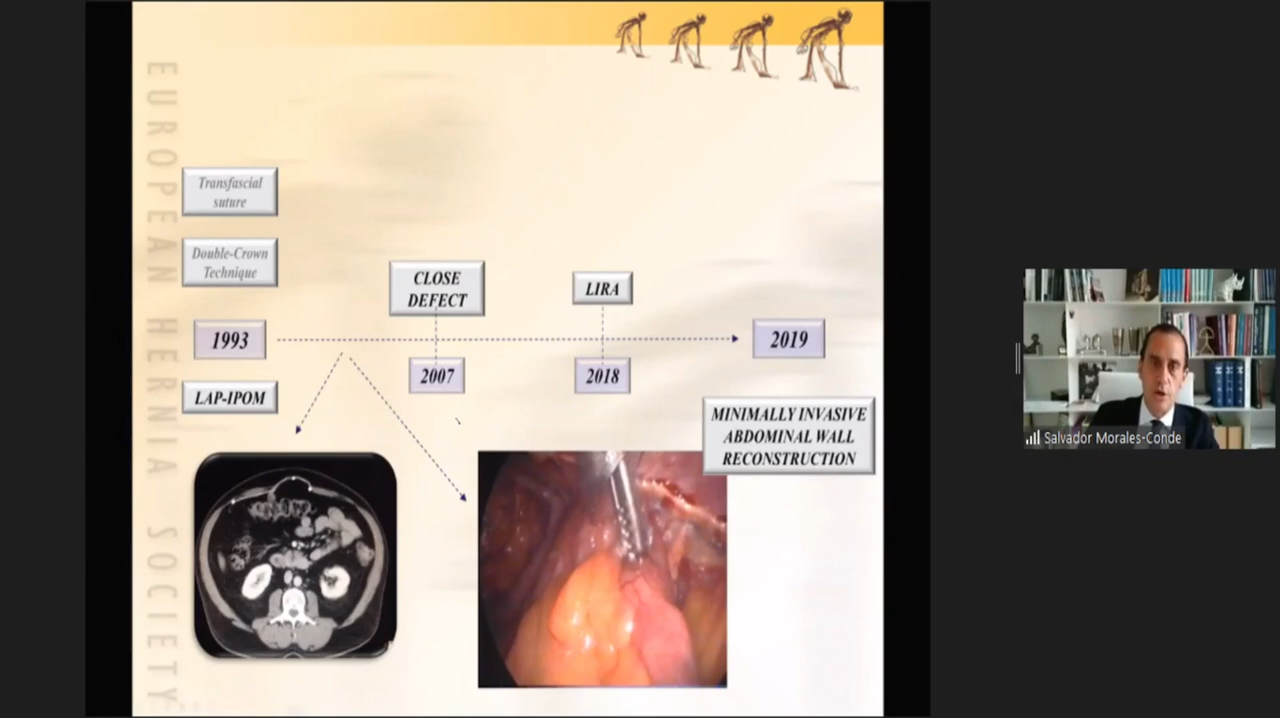 EUROPEAN HERNIA SOCIETY
Transfascial
suture
Double-Crown
Technique
CLOSE
DEFECT
LIRA
1993
2019
2007
2018
LAP-IPOM
MINIMALLY INVASIVE
ABDOMINAL WALL
RECONSTRUCTION
Salvador Morales-Conde